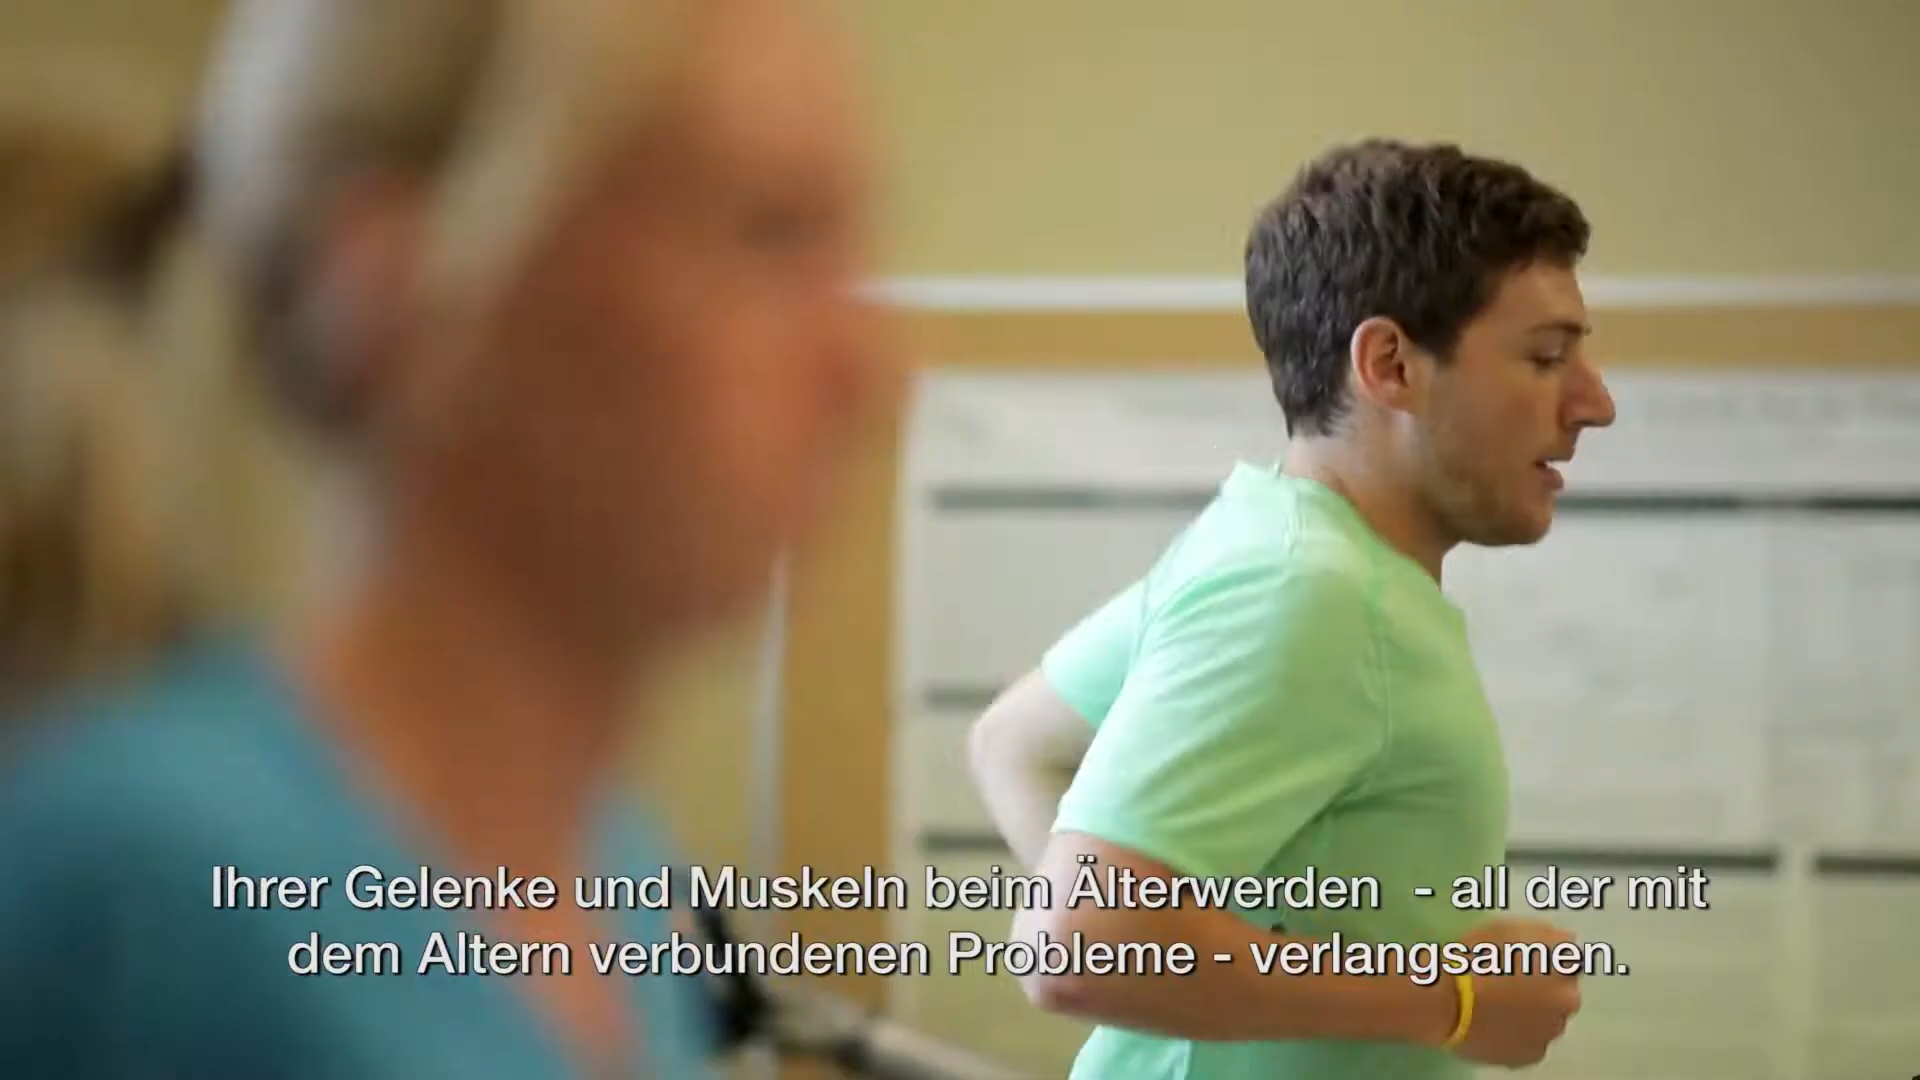 Ihrer Gelenke und Muskeln beim Älterwerden  - all der mit
dem Altern verbundenen Probleme - verlangsamen.